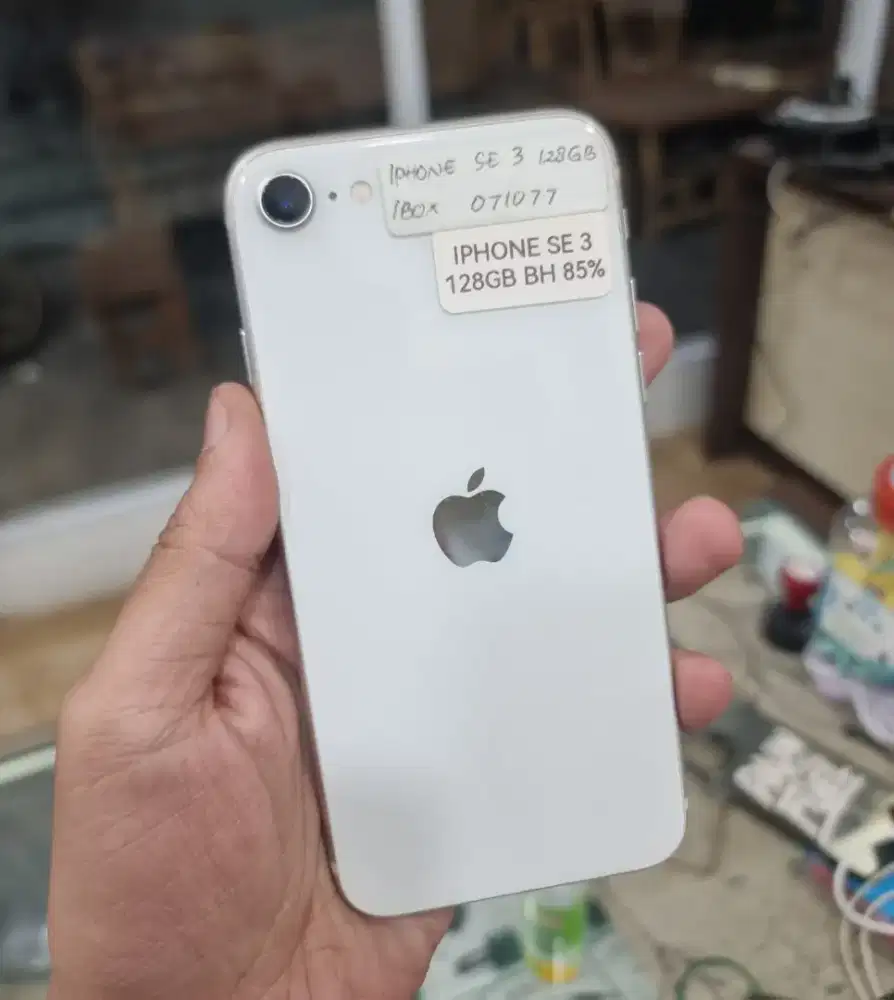 IPHONE SE 3 128GB
IBOX 071077
IPHONE SE 3
128GB BH 85%